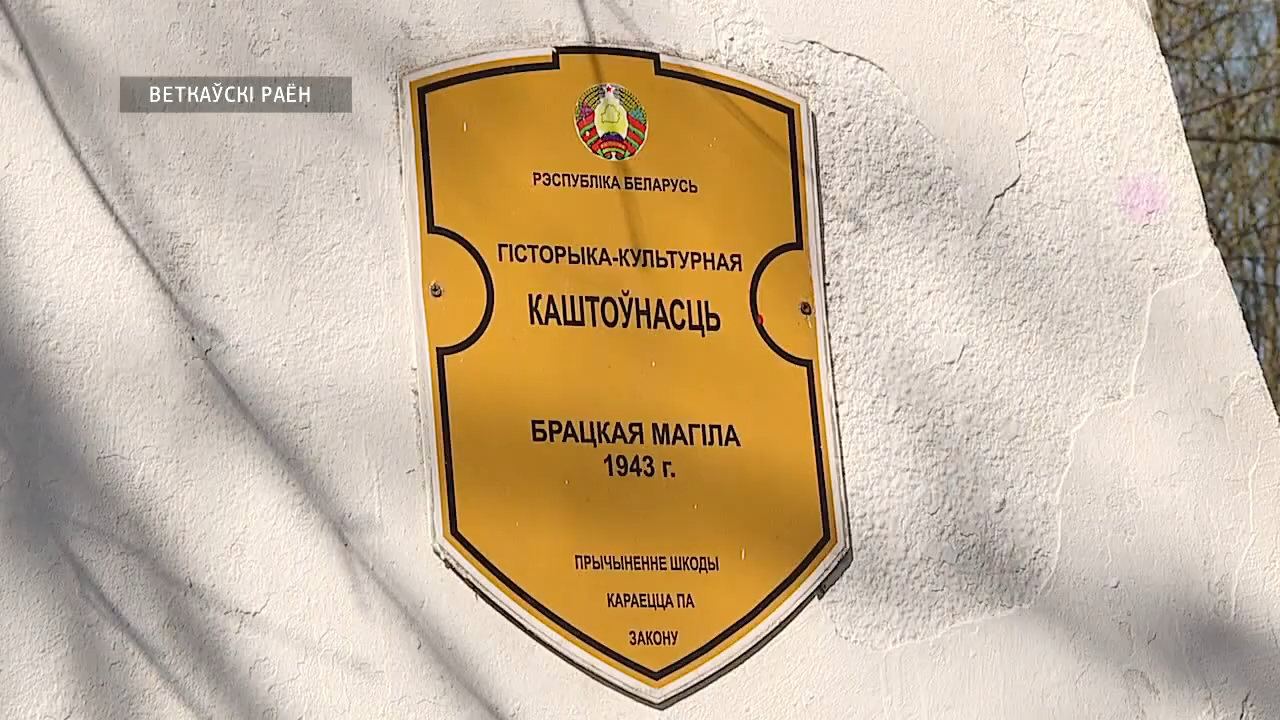 ВЕТКАЎСКІ РАЁН
РЭСПУБЛІКА БЕЛАРУСЬ
ГІСТОРЫКА-КУЛЬТУРНАЯ
КАШТОЎНАСЦЬ
БРАЦКАЯ МАГІЛА
1943 г.
ПРЫЧЫНЕННЕ ШКОДЫ
КАРАЕЦЦА ПА
ЗАКОНУ